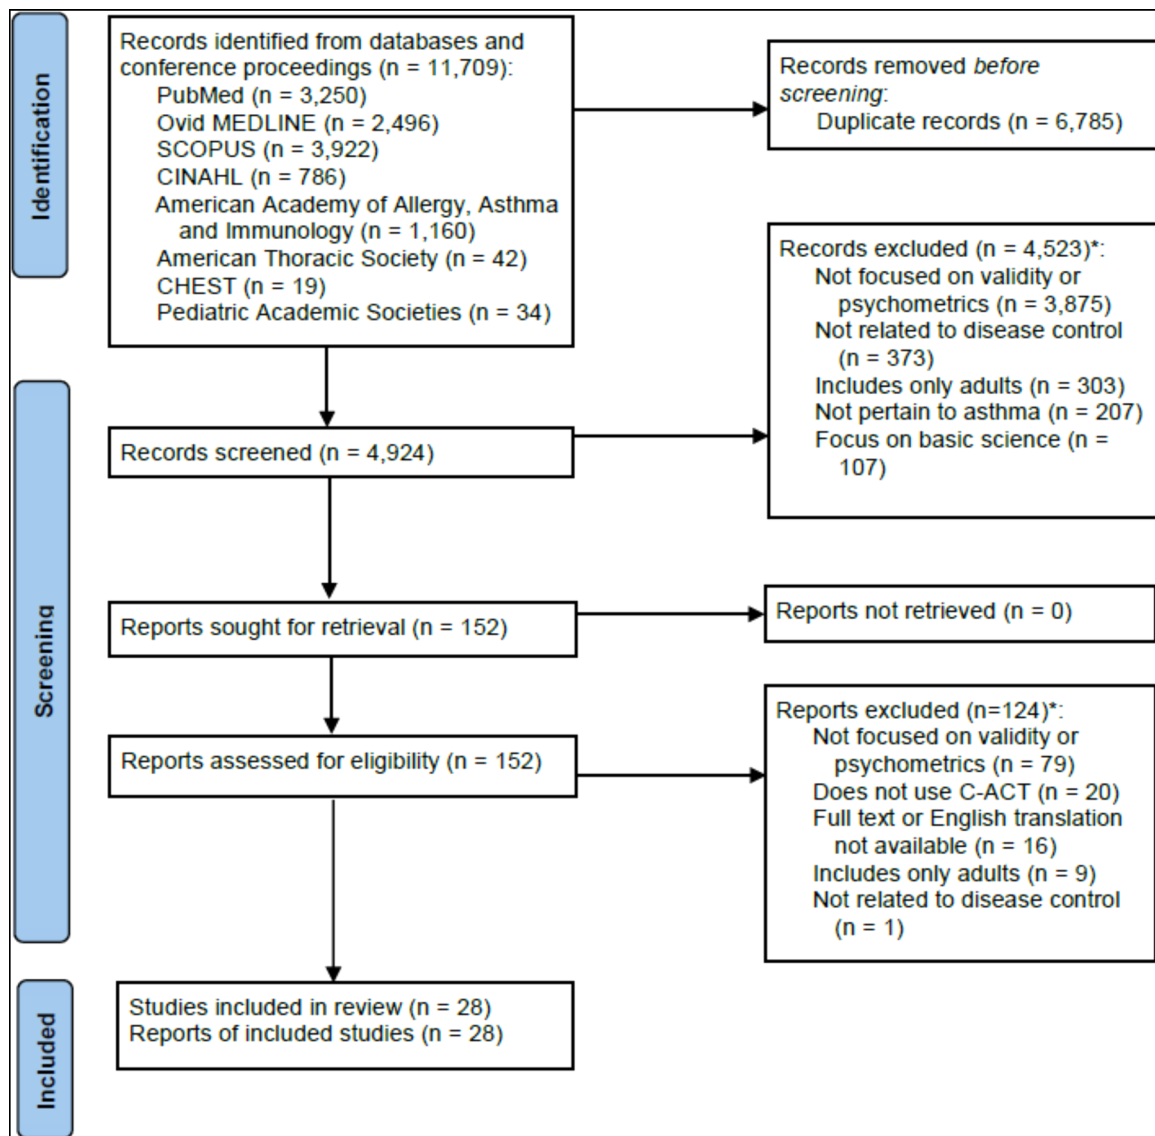 Identification
Records identified from databases and
conference proceedings (n = 11,709):
PubMed (n = 3,250)
Ovid MEDLINE (n = 2,496)
SCOPUS (n = 3,922)
CINAHL (n = 786)
American Academy of Allergy, Asthma
and Immunology (n = 1,160)
American Thoracic Society (n = 42)
CHEST (n = 19)
Pediatric Academic Societies (n = 34)
Records removed before
screening:
Duplicate records (n = 6,785)
Screening
Records screened (n = 4,924)
Records excluded (n = 4,523)*:
Not focused on validity or
psychometrics (n = 3,875)
Not related to disease control
(n = 373)
Includes only adults (n = 303)
Not pertain to asthma (n = 207)
Focus on basic science (n =
107)
Reports sought for retrieval (n = 152)
Reports not retrieved (n = 0)
Reports assessed for eligibility (n = 152)
Reports excluded (n=124)*:
Not focused on validity or
psychometrics (n = 79)
Does not use C-ACT (n = 20)
Full text or English translation
not available (n = 16)
Includes only adults (n = 9)
Not related to disease control
(n = 1)
Included
Studies included in review (n = 28)
Reports of included studies (n = 28)